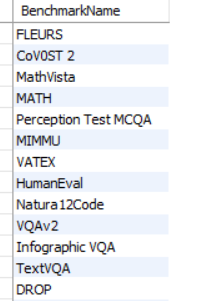 BenchmarkName
FLEURS
CoV0ST 2
MathVista
MATH
Perception Test MCQA
MIMMU
VATEX
HumanEval
Natura12Code
VQAv2
Infographic VQA
TextVQA
DROP